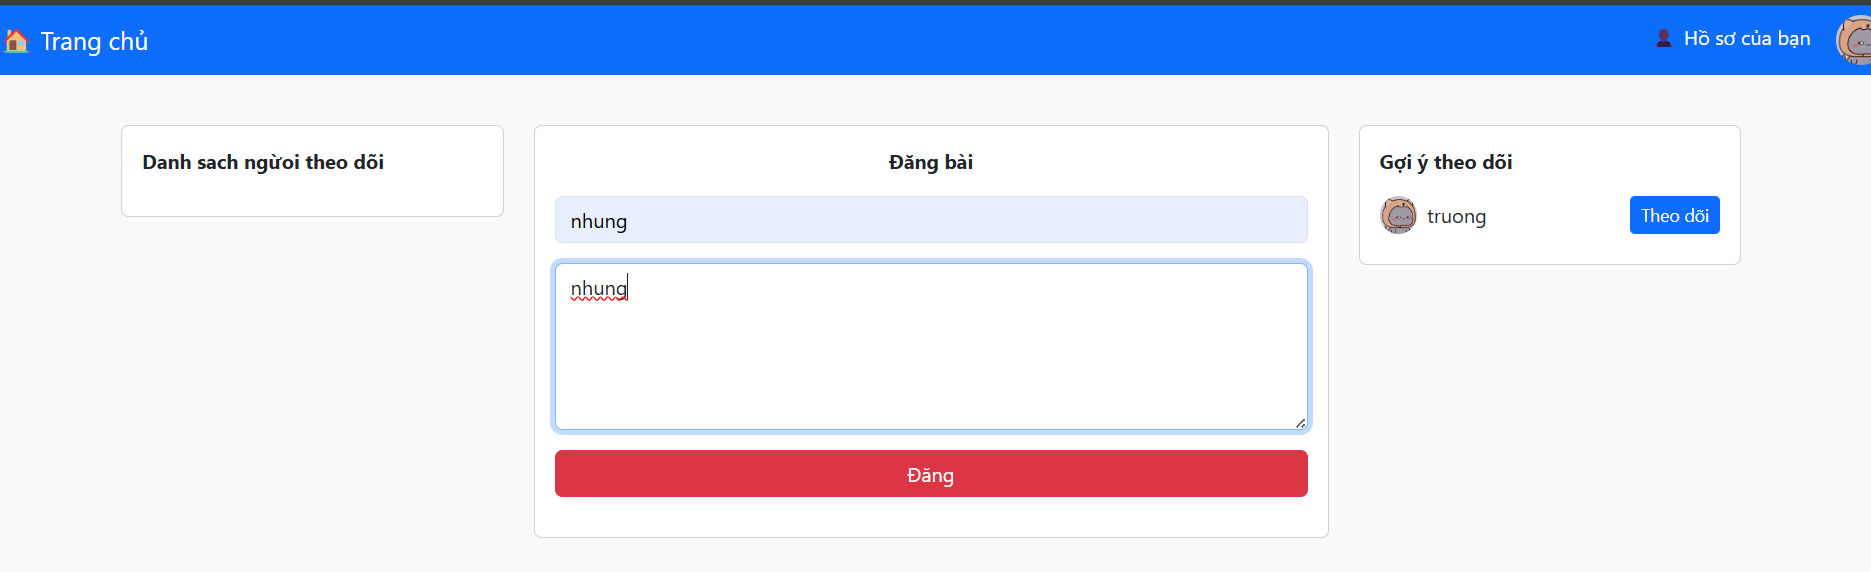 Trang chủ
Hồ sơ của bạn
Danh sach ngừoi theo dõi
Đăng bài
nhung
nhung
Đăng
Gợi ý theo dõi
truong
Theo dõi